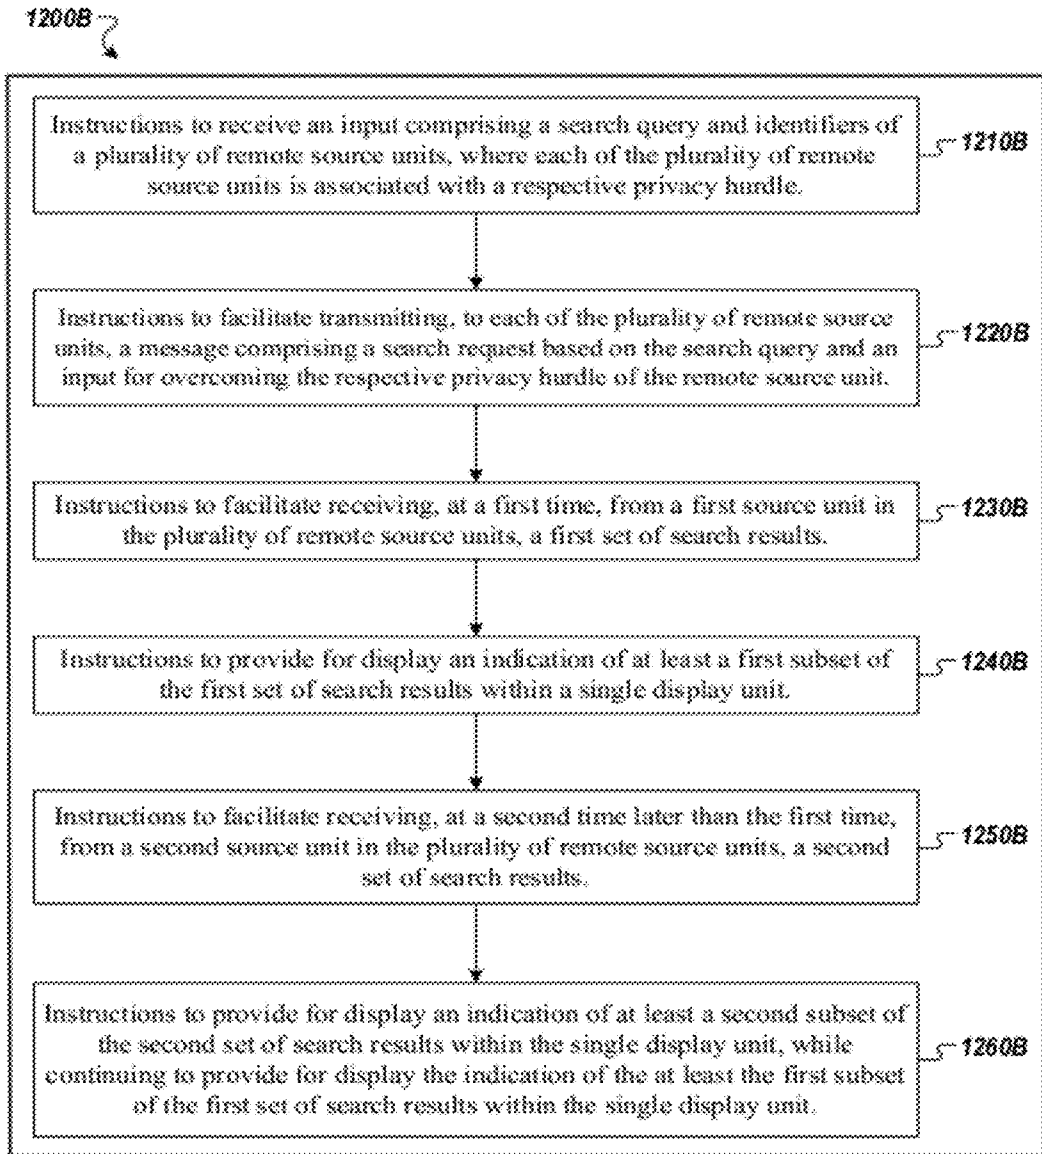 1200B
Instructions to receive an input comprising a search query and identifiers of
a plurality of remote source units, where each of the plurality of remote
source units is associated with a respective privacy hurdle.
1210B
Instructions to facilitate transmitting, to each of the plurality of remote source
units, a message comprising a search request based on the search query and an
input for overcoming the respective privacy hurdle of the remote source unit.
1220B
Instructions to facilitate receiving, at a first time, from a first source unit in
the plurality of remote source units, a first set of search results.
1230B
Instructions to provide for display an indication of at least a first subset of
the first set of search results within a single display unit.
1240B
Instructions to facilitate receiving, at a second time later than the first time,
from a second source unit in the plurality of remote source units, a second
set of search results.
1250B
Instructions to provide for display an indication of at least a second subset of
the second set of search results within the single display unit, while
continuing to provide for display the indication of the at least the first subset
of the first set of search results within the single display unit.
1260B